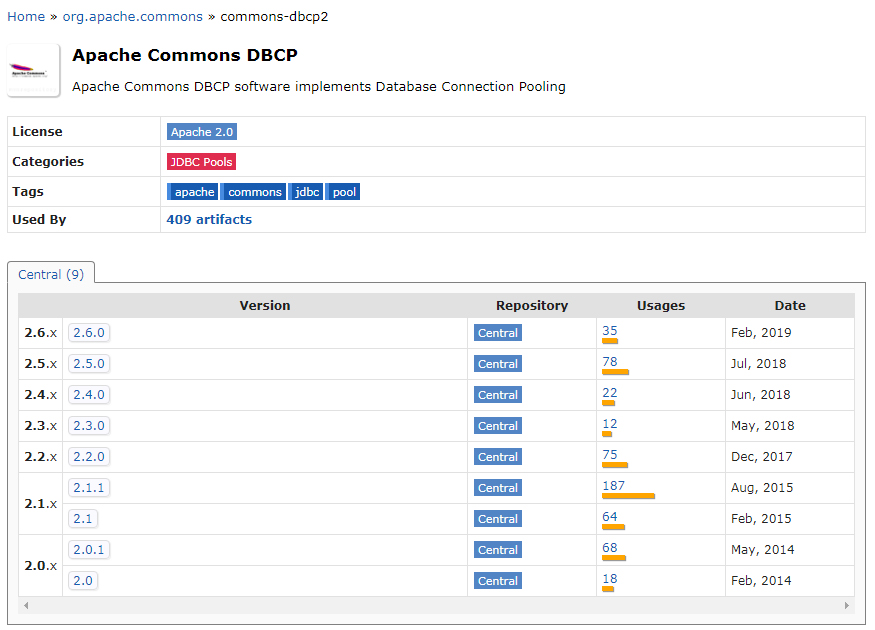 Home » org.apache.commons » commons-dbcp2
Apache Commons DBCP
Apache Commons DBCP software implements Database Connection Pooling
License Apache 2.0
Categories JDBC Pools
Tags apache commons jdbc pool
Used By 409 artifacts
Central (9)
Version Repository Usages Date
2.6.x 2.6.0 Central 35 Feb, 2019
2.5.x 2.5.0 Central 78 Jul, 2018
2.4.x 2.4.0 Central 22 Jun, 2018
2.3.x 2.3.0 Central 12 May, 2018
2.2.x 2.2.0 Central 75 Dec, 2017
2.1.x 2.1.1 Central 187 Aug, 2015
2.1 Central 64 Feb, 2015
2.0.x 2.0.1 Central 68 May, 2014
2.0 Central 18 Feb, 2014